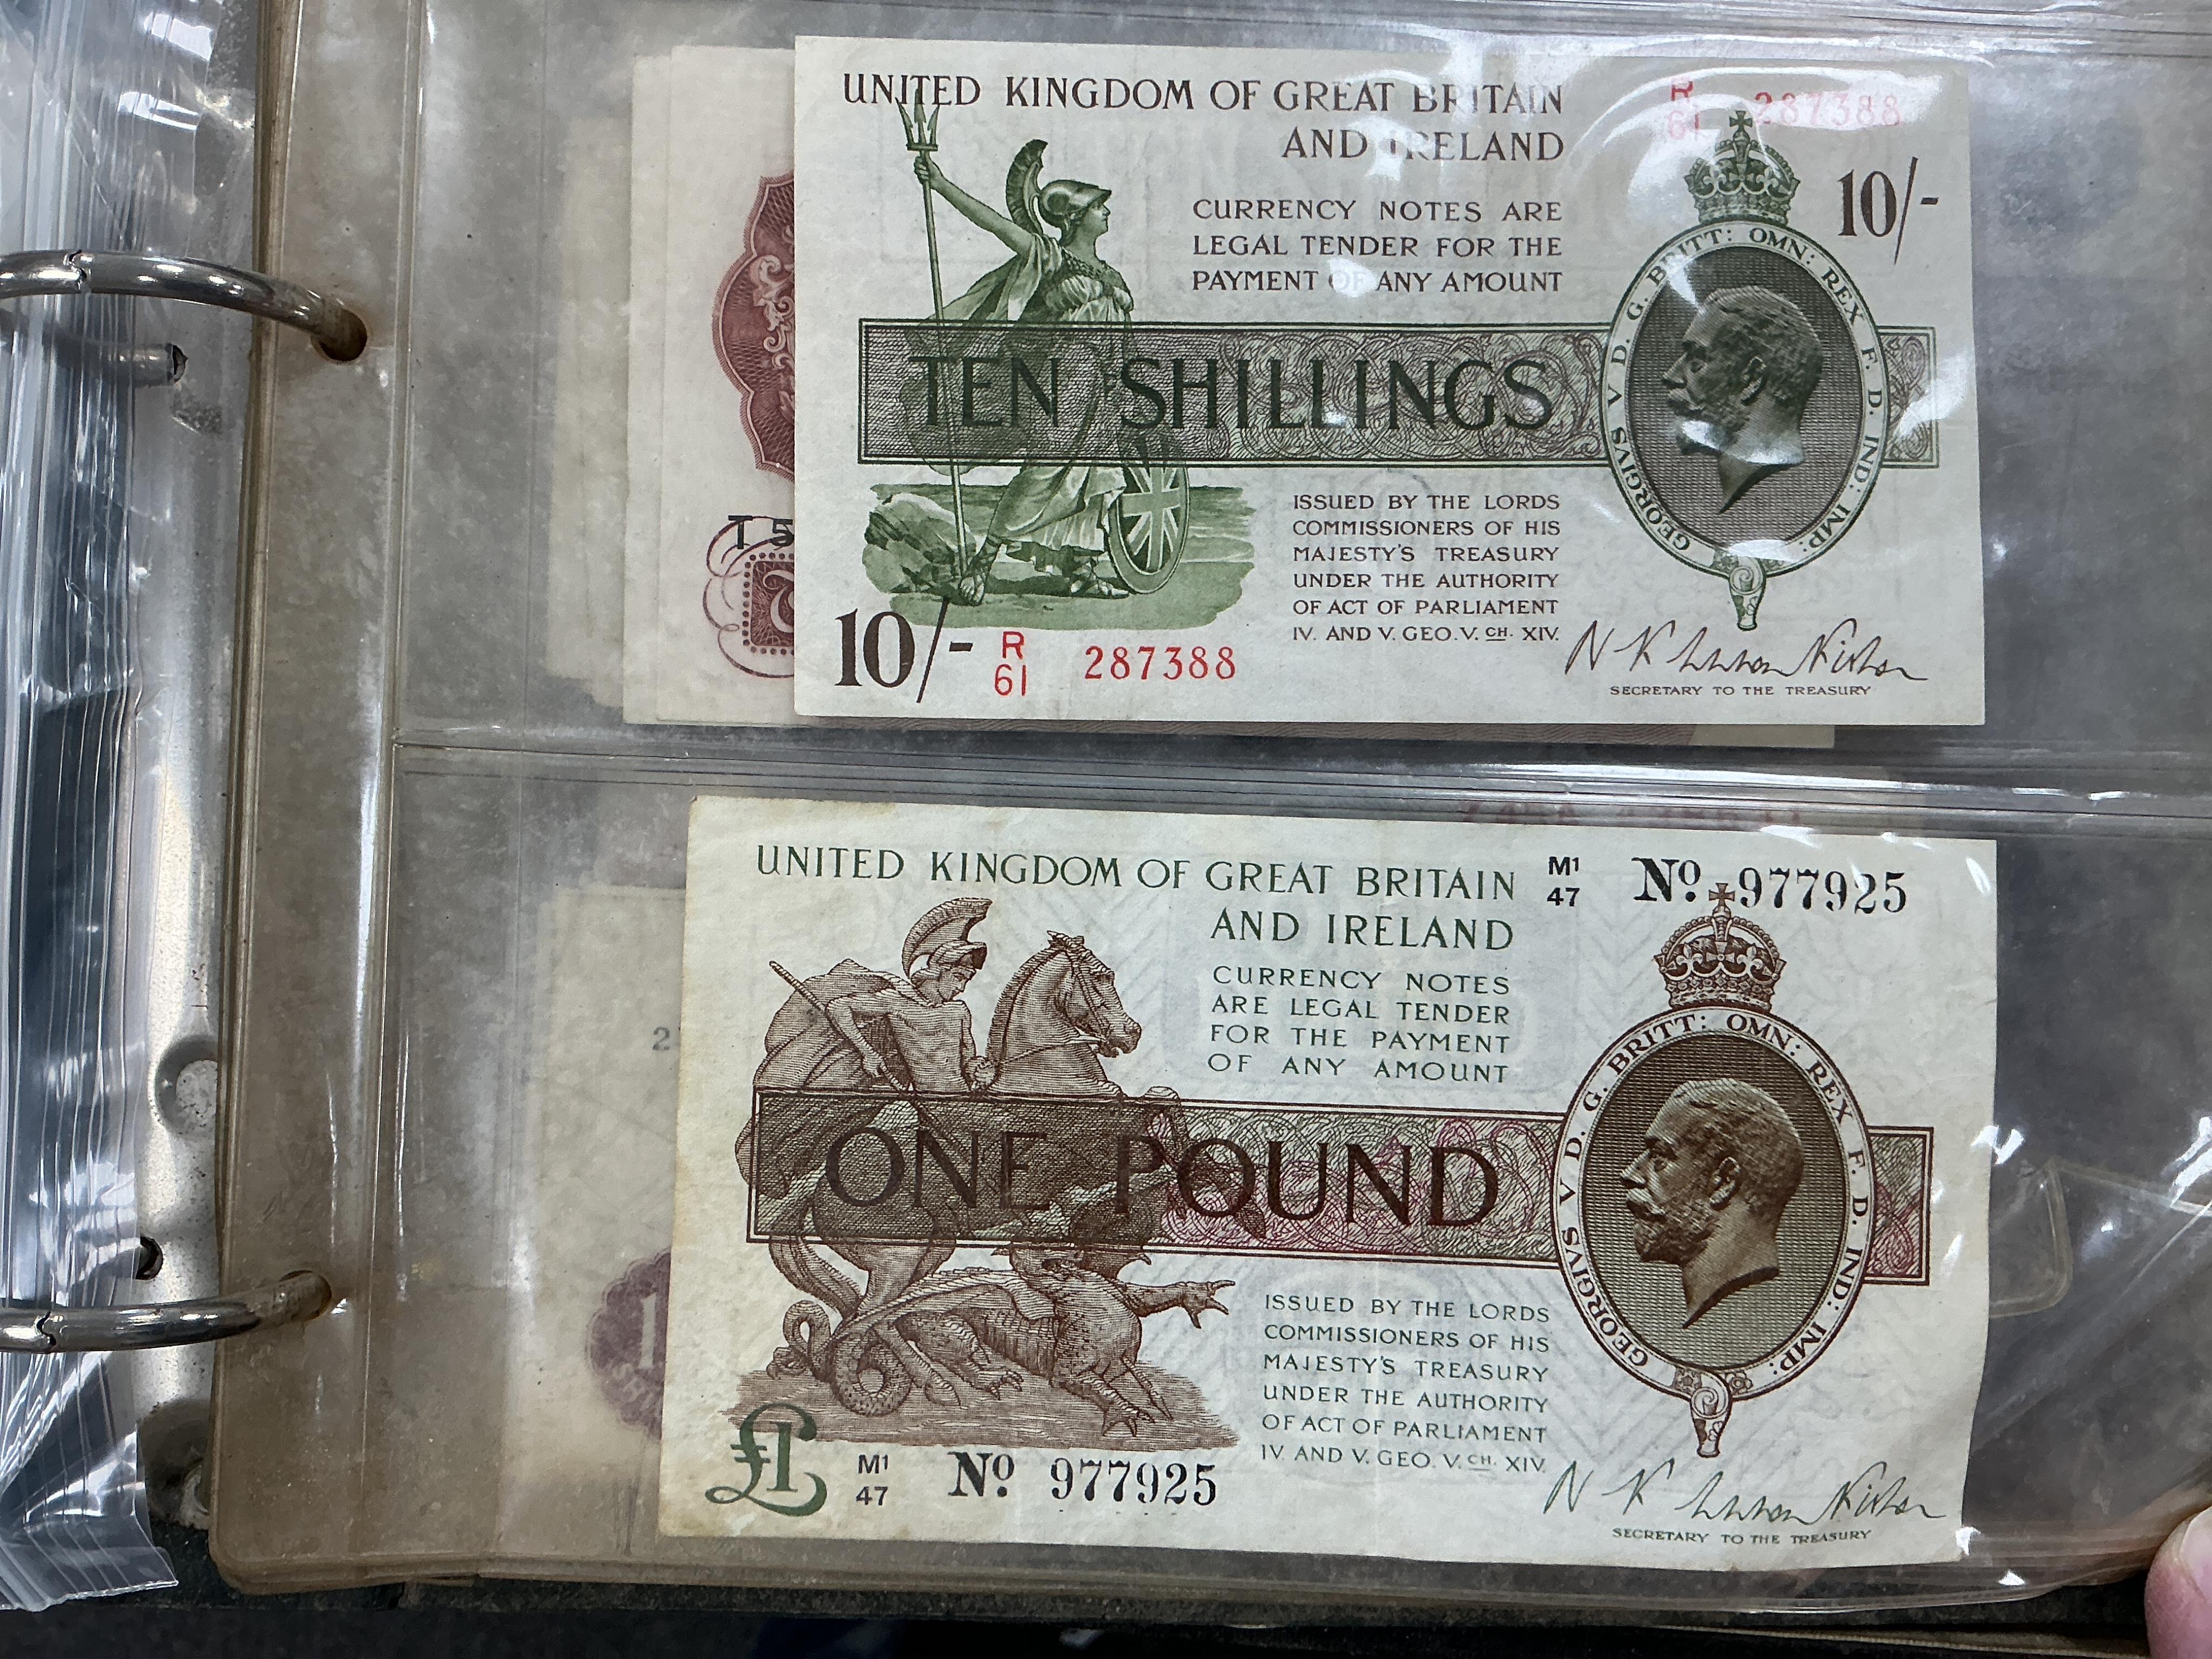 UNITED KINGDOM OF GREAT BRITAIN
AND IRELAND
R
61 287388
10/-
CURRENCY NOTES ARE
LEGAL TENDER FOR THE
PAYMENT OF ANY AMOUNT
GEORGIVS V D. G. BRITT: OMN: REX F. D. IND: IMP:
TEN SHILLINGS
T 5
ISSUED BY THE LORDS
COMMISSIONERS OF HIS
MAJESTY'S TREASURY
UNDER THE AUTHORITY
OF ACT OF PARLIAMENT
IV. AND V. GEO. V. CH. XIV.
10/- R
61 287388
SECRETARY TO THE TREASURY
UNITED KINGDOM OF GREAT BRITAIN
AND IRELAND
M1
47 No. 977925
CURRENCY NOTES
ARE LEGAL TENDER
FOR THE PAYMENT
OF ANY AMOUNT
2
GEORGIVS V D. G. BRITT: OMN: REX F. D. IND: IMP:
ONE POUND
ISSUED BY THE LORDS
COMMISSIONERS OF HIS
MAJESTY'S TREASURY
UNDER THE AUTHORITY
OF ACT OF PARLIAMENT
IV. AND V. GEO. V. CH. XIV.
£1 M1
47 No. 977925
SECRETARY TO THE TREASURY